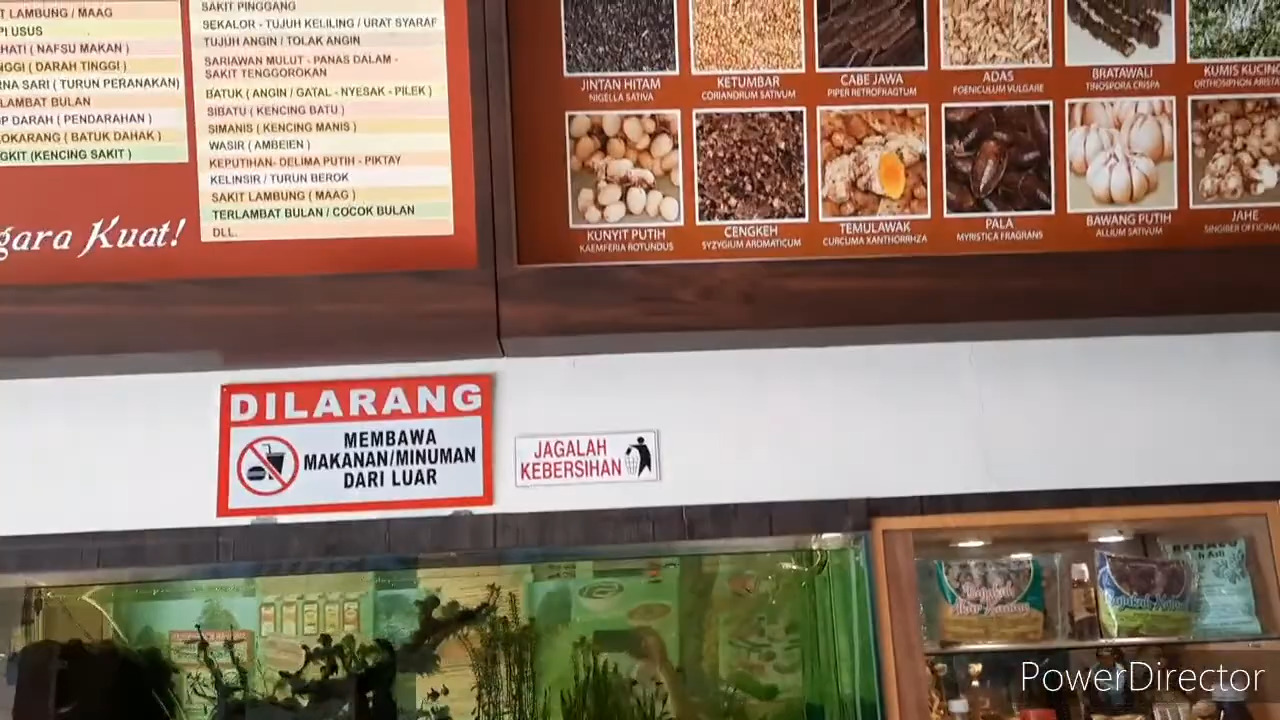 T LAMBUNG / MAAG
PI USUS
HATI ( NAFSU MAKAN )
NGGI ( DARAH TINGGI )
RNA SARI ( TURUN PERANAKAN)
LAMBAT BULAN
P DARAH ( PENDARAHAN )
OKARANG ( BATUK DAHAK )
GKIT (KENCING SAKIT )
gara Kuat!
SAKIT PINGGANG
SEKALOR - TUJUH KELILING / URAT SYARAF
TUJUH ANGIN / TOLAK ANGIN
SARIAWAN MULUT - PANAS DALAM -
SAKIT TENGGOROKAN
BATUK ( ANGIN / GATAL - NYESAK - PILEK )
SIBATU ( KENCING BATU )
SIMANIS ( KENCING MANIS )
WASIR ( AMBEIEN )
KEPUTIHAN- DELIMA PUTIH - PIKTAY
KELINSIR / TURUN BEROK
SAKIT LAMBUNG ( MAAG )
TERLAMBAT BULAN / COCOK BULAN
DLL.
JINTAN HITAM
NIGELLA SATIVA
KETUMBAR
CORIANDRUM SATIVUM
CABE JAWA
PIPER RETROFRAGTUM
ADAS
FOENICULUM VULGARE
BRATAWALI
TINOSPORA CRISPA
KUMIS KUCING
ORTHOSIPHON ARISTA
KUNYIT PUTIH
KAEMFERIA ROTUNDUS
CENGKEH
SYZYGIUM AROMATICUM
TEMULAWAK
CURCUMA XANTHORRHZA
PALA
MYRISTICA FRAGRANS
BAWANG PUTIH
ALLIUM SATIVUM
JAHE
SINGIBER OFFICINAL
DILARANG
MEMBAWA
MAKANAN/MINUMAN
DARI LUAR
JAGALAH
KEBERSIHAN
PowerDirector